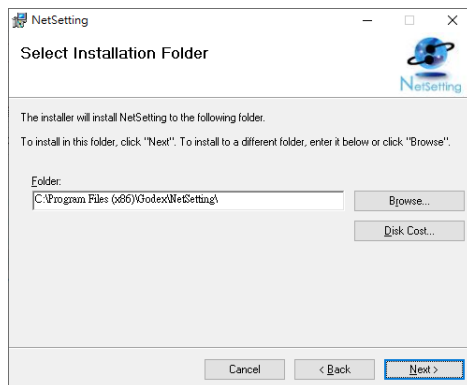 NetSetting
Select Installation Folder
NetSetting
The installer will install NetSetting to the following folder.
To install in this folder, click "Next". To install to a different folder, enter it below or click "Browse".
Folder:
C:\Program Files (x86)\Godex\NetSetting\
Browse...
Disk Cost...
Cancel
< Back
Next >